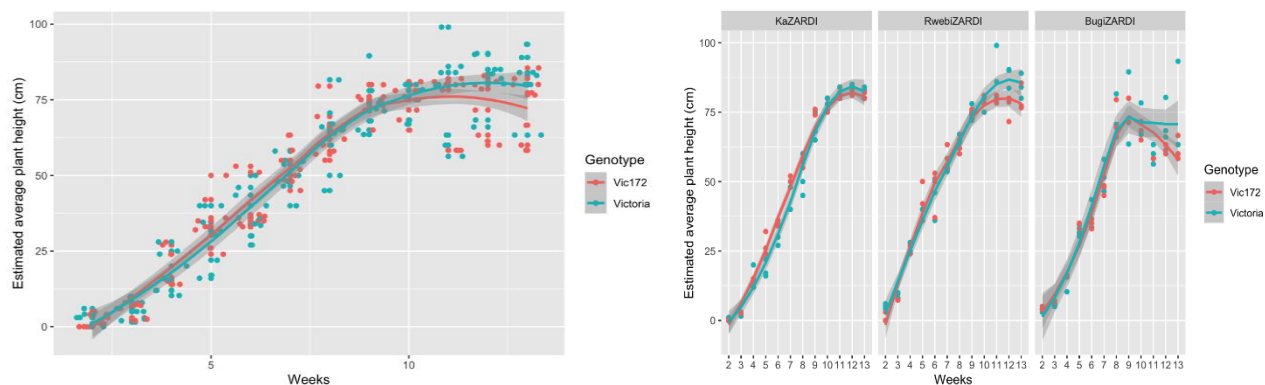 100
75
50
25
0
Estimated average plant height (cm)
5
10
Weeks
Genotype
Vic172
Victoria
KaZARDI
RwebiZARDI
BugiZARDI
100
75
50
25
0
Estimated average plant height (cm)
2 3 4 5 6 7 8 9 10 11 12 13
2 3 4 5 6 7 8 9 10 11 12 13
2 3 4 5 6 7 8 9 10 11 12 13
Weeks
Genotype
Vic172
Victoria